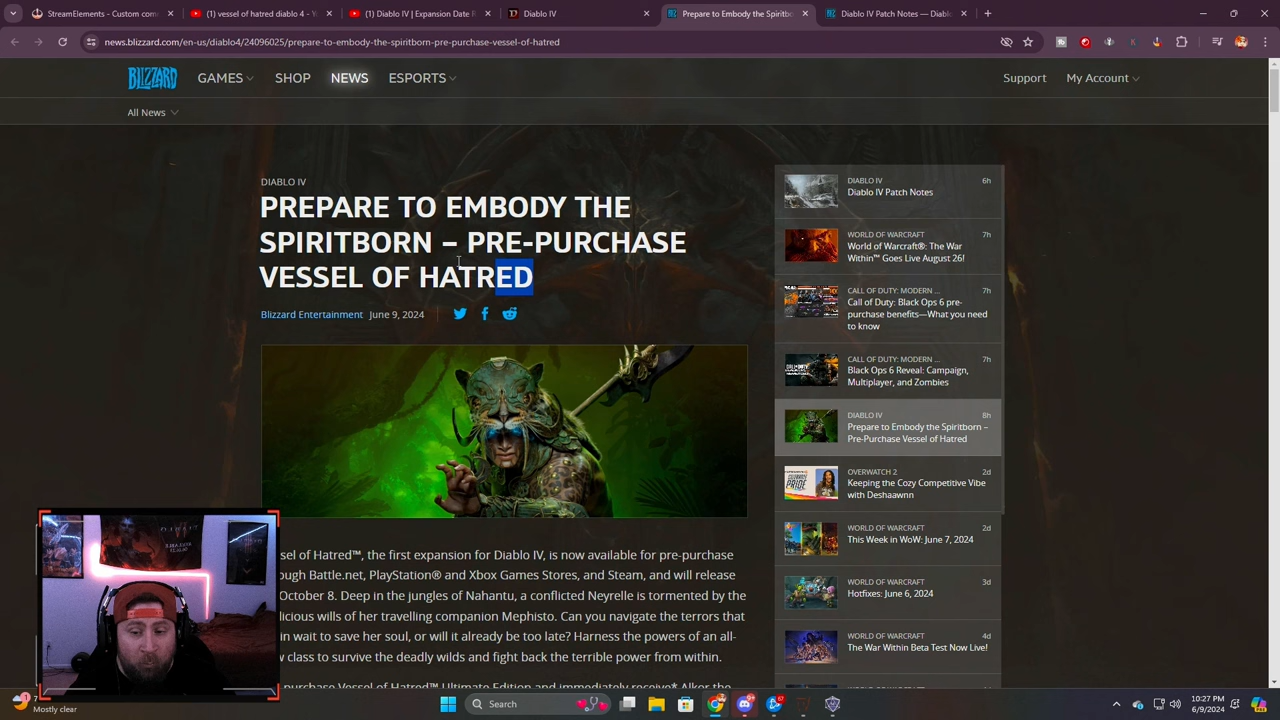 StreamElements - Custom com
(1) vessel of hatred diablo 4 - Y
(1) Diablo IV | Expansion Date R
Diablo IV
Prepare to Embody the Spiritbo
Diablo IV Patch Notes — Diablo
news.blizzard.com/en-us/diablo4/24096025/prepare-to-embody-the-spiritborn-pre-purchase-vessel-of-hatred
BLIZZARD
GAMES
SHOP
NEWS
ESPORTS
Support
My Account
All News
DIABLO IV
PREPARE TO EMBODY THE
SPIRITBORN – PRE-PURCHASE
VESSEL OF HATRED
Blizzard Entertainment June 9, 2024
sel of Hatred™, the first expansion for Diablo IV, is now available for pre-purchase
ough Battle.net, PlayStation® and Xbox Games Stores, and Steam, and will release
October 8. Deep in the jungles of Nahantu, a conflicted Neyrelle is tormented by the
licious wills of her travelling companion Mephisto. Can you navigate the terrors that
in wait to save her soul, or will it already be too late? Harness the powers of an all-
w class to survive the deadly wilds and fight back the terrible power from within.
purchase Vessel of Hatred™ Ultimate Edition and immediately receive* Alkor the
DIABLO IV 6h
Diablo IV Patch Notes
WORLD OF WARCRAFT 7h
World of Warcraft®: The War
Within™ Goes Live August 26!
CALL OF DUTY: MODERN ... 7h
Call of Duty: Black Ops 6 pre-
purchase benefits—What you need
to know
CALL OF DUTY: MODERN ... 7h
Black Ops 6 Reveal: Campaign,
Multiplayer, and Zombies
DIABLO IV 8h
Prepare to Embody the Spiritborn –
Pre-Purchase Vessel of Hatred
OVERWATCH 2 2d
Keeping the Cozy Competitive Vibe
with Deshaawnn
WORLD OF WARCRAFT 2d
This Week in WoW: June 7, 2024
WORLD OF WARCRAFT 3d
Hotfixes: June 6, 2024
WORLD OF WARCRAFT 4d
The War Within Beta Test Now Live!
Mostly clear
Search
10:27 PM
6/9/2024